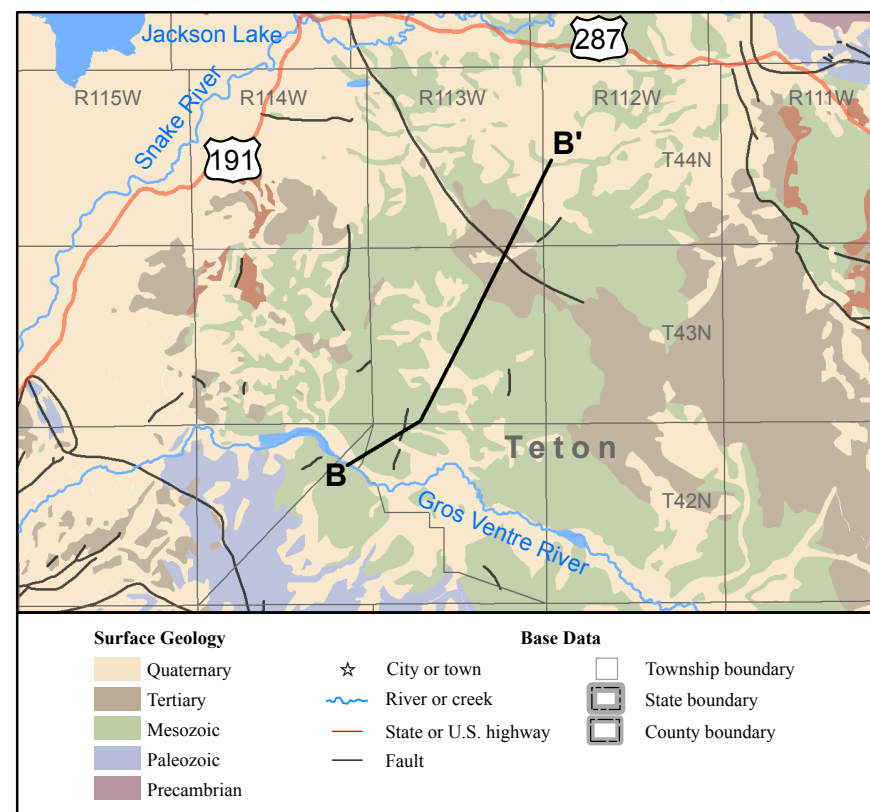 Jackson Lake
287
R115W
R114W
R113W
R112W
R111W
Snake River
191
B'
T44N
T43N
Teton
B
T42N
Gros Ventre River
Surface Geology
Quaternary
Tertiary
Mesozoic
Paleozoic
Precambrian
Base Data
City or town
River or creek
State or U.S. highway
Fault
Township boundary
State boundary
County boundary